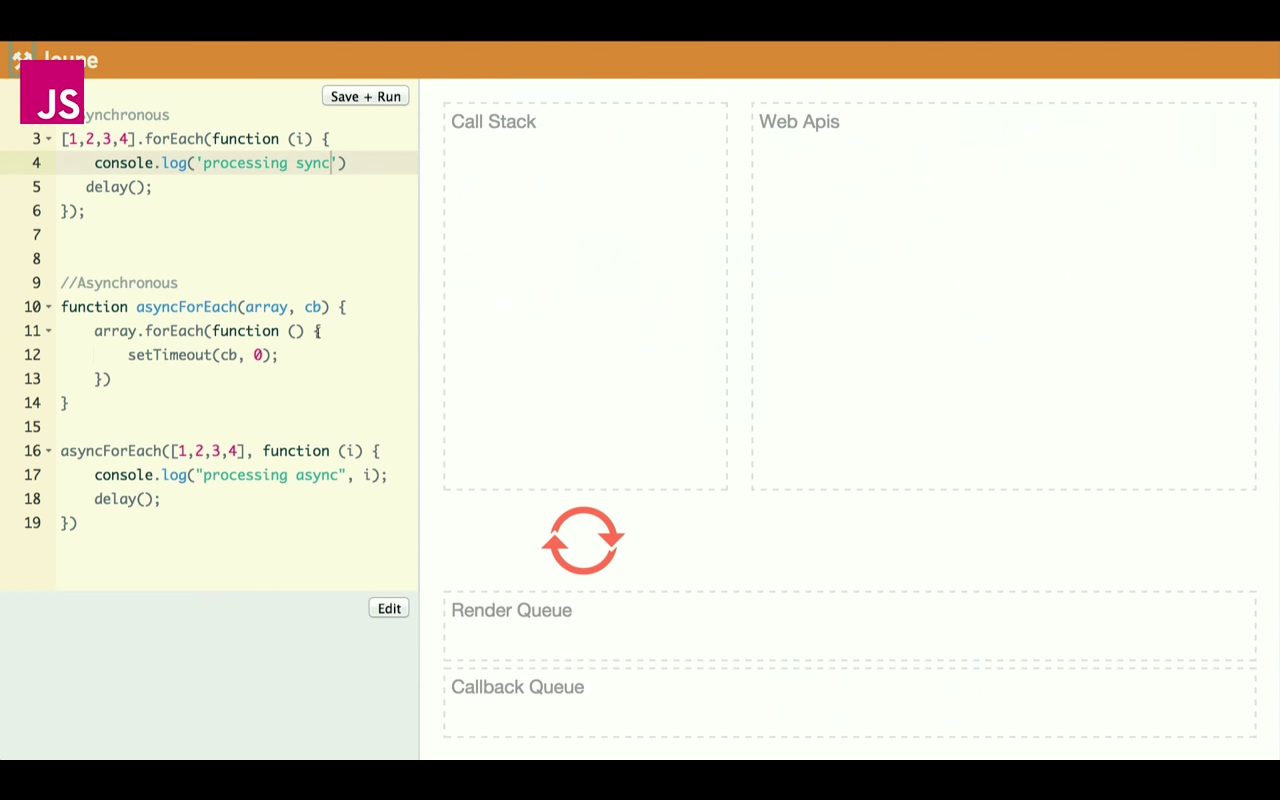 loupe
JS
Save + Run
ynchronous
3 [1,2,3,4].forEach(function (i) {
4 console.log('processing sync')
5 delay();
6 });
7
8
9 //Asynchronous
10 function asyncForEach(array, cb) {
11 array.forEach(function () {
12 setTimeout(cb, 0);
13 })
14 }
15
16 asyncForEach([1,2,3,4], function (i) {
17 console.log("processing async", i);
18 delay();
19 })
Edit
Call Stack
Web Apis
Render Queue
Callback Queue